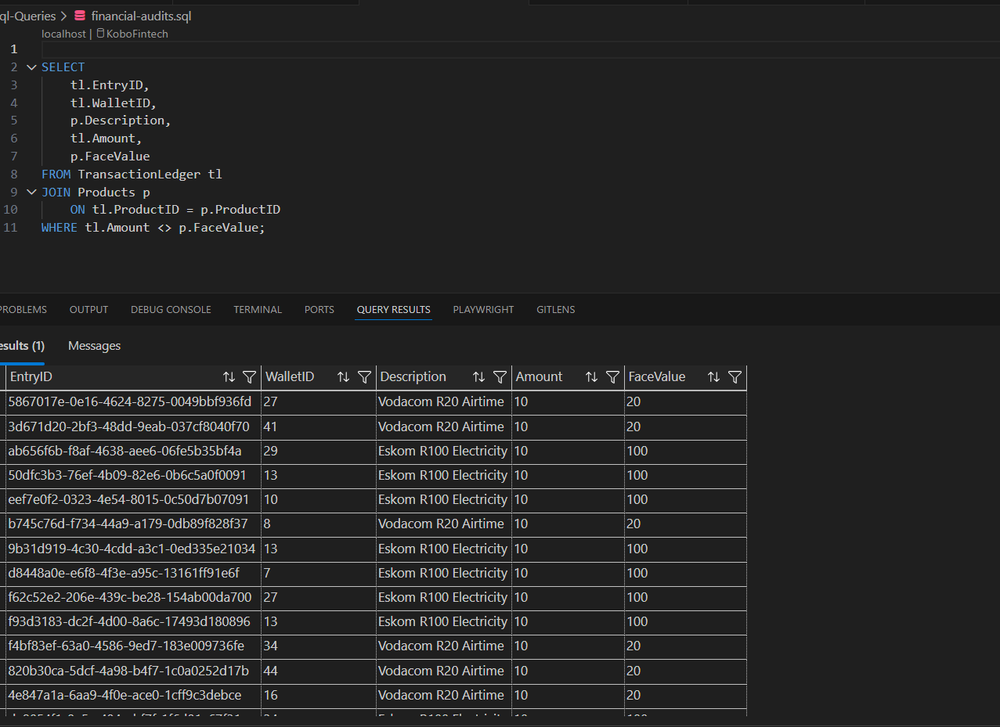 ql-Queries > financial-audits.sql
localhost | KoboFintech
1
2 SELECT
3 tl.EntryID,
4 tl.WalletID,
5 p.Description,
6 tl.Amount,
7 p.FaceValue
8 FROM TransactionLedger tl
9 JOIN Products p
10 ON tl.ProductID = p.ProductID
11 WHERE tl.Amount <> p.FaceValue;
PROBLEMS OUTPUT DEBUG CONSOLE TERMINAL PORTS QUERY RESULTS PLAYWRIGHT GITLENS
esults (1) Messages
EntryID WalletID Description Amount FaceValue
5867017e-0e16-4624-8275-0049bbf936fd 27 Vodacom R20 Airtime 10 20
3d671d20-2bf3-48dd-9eab-037cf8040f70 41 Vodacom R20 Airtime 10 20
ab656f6b-f8af-4638-aee6-06fe5b35bf4a 29 Eskom R100 Electricity 10 100
50dfc3b3-76ef-4b09-82e6-0b6c5a0f0091 13 Eskom R100 Electricity 10 100
eef7e0f2-0323-4e54-8015-0c50d7b07091 10 Eskom R100 Electricity 10 100
b745c76d-f734-44a9-a179-0db89f828f37 8 Vodacom R20 Airtime 10 20
9b31d919-4c30-4cdd-a3c1-0ed335e21034 13 Eskom R100 Electricity 10 100
d8448a0e-e6f8-4f3e-a95c-13161ff91e6f 7 Eskom R100 Electricity 10 100
f62c52e2-206e-439c-be28-154ab00da700 27 Eskom R100 Electricity 10 100
f93d3183-dc2f-4d00-8a6c-17493d180896 13 Eskom R100 Electricity 10 100
f4bf83ef-63a0-4586-9ed7-183e009736fe 34 Vodacom R20 Airtime 10 20
820b30ca-5dcf-4a98-b4f7-1c0a0252d17b 44 Vodacom R20 Airtime 10 20
4e847a1a-6aa9-4f0e-ace0-1cff9c3debce 16 Vodacom R20 Airtime 10 20